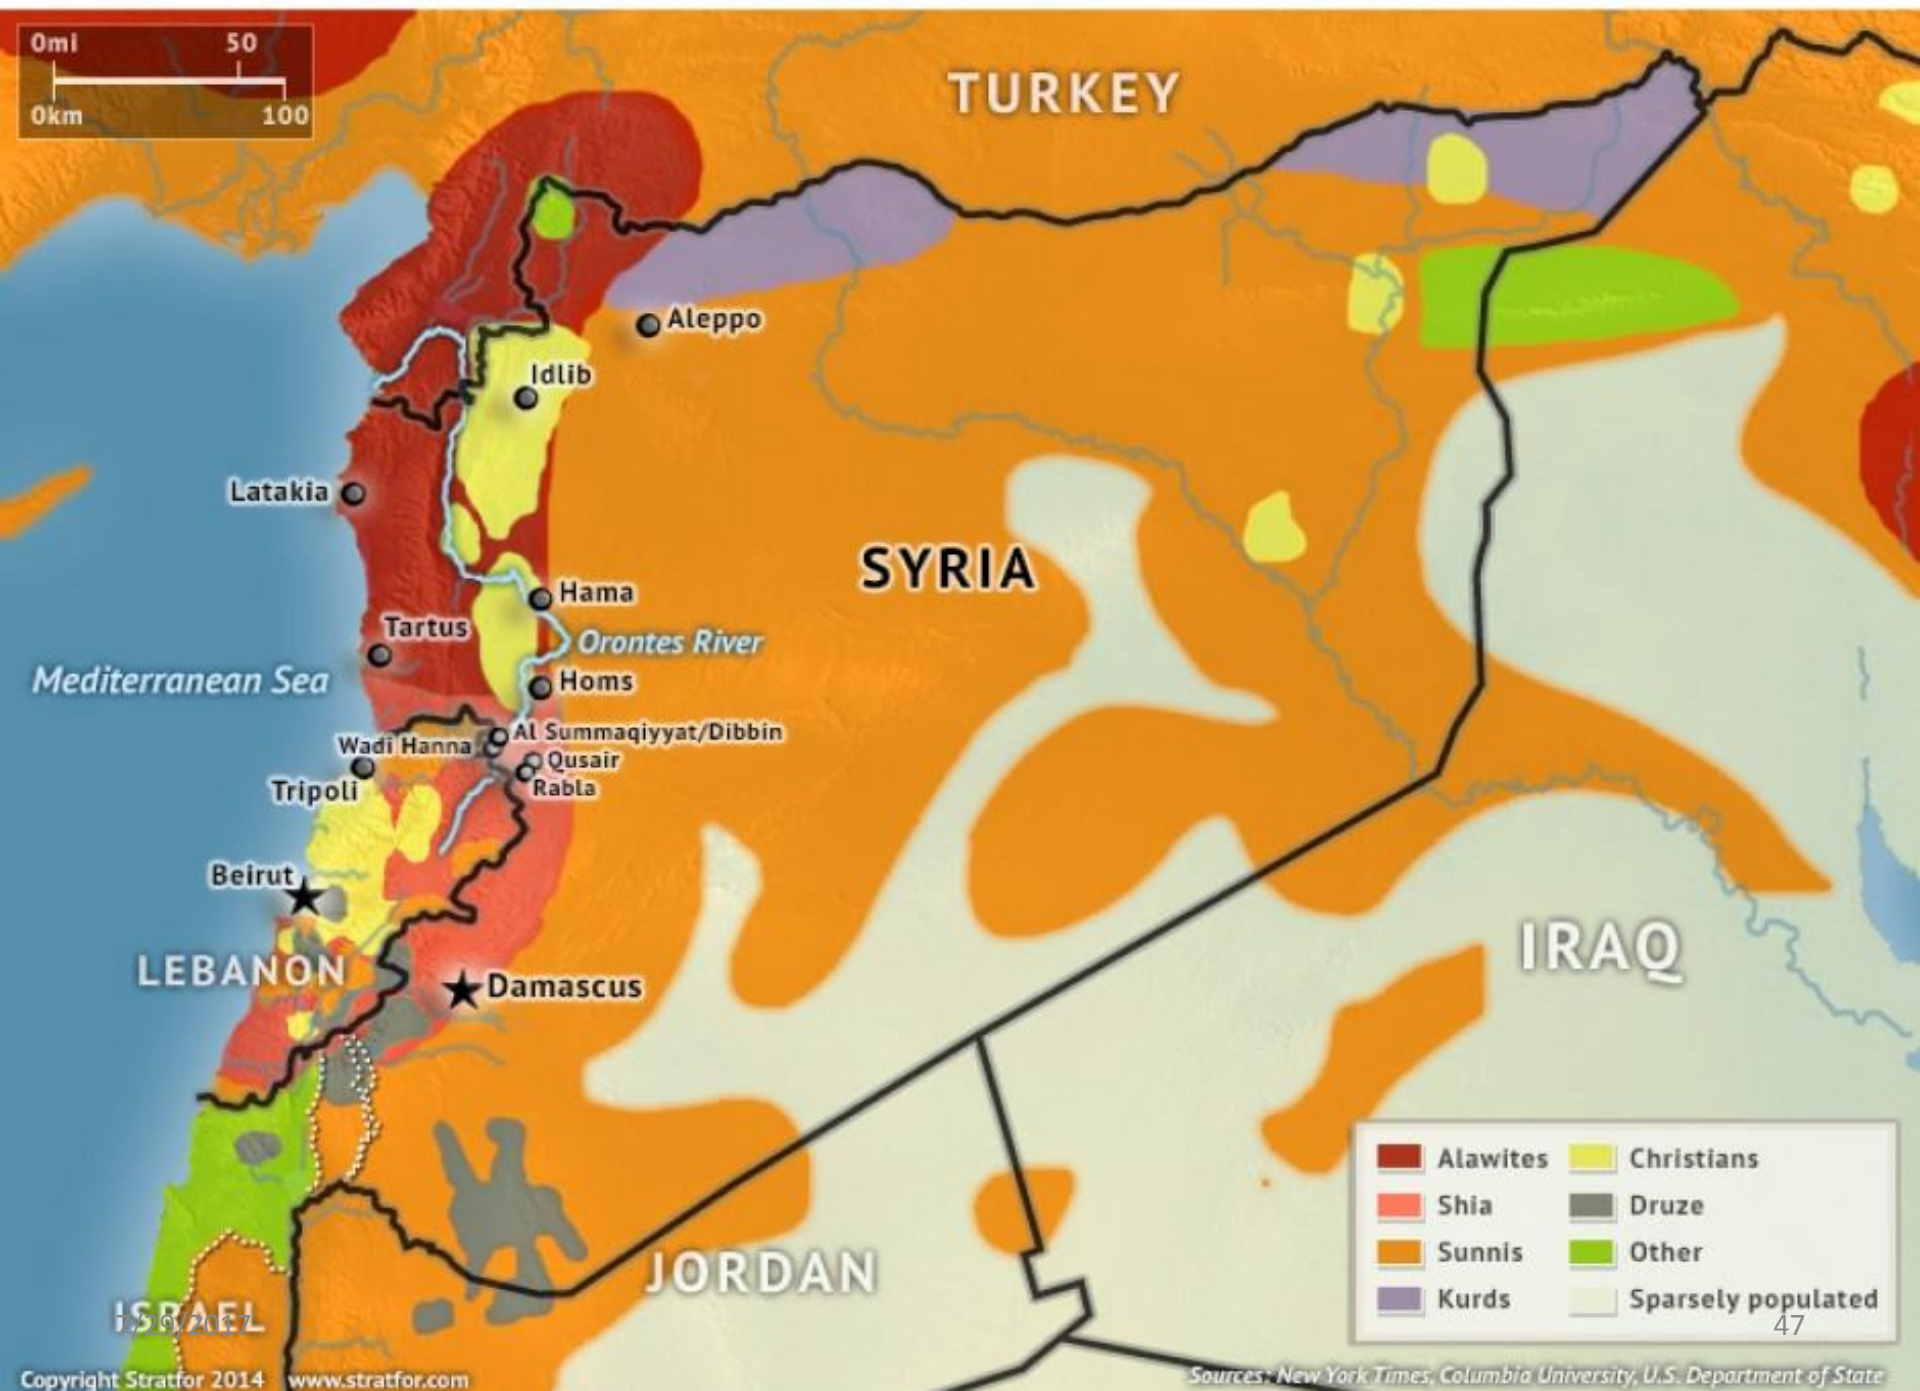 0mi 50
0km 100
TURKEY
Aleppo
Idlib
Latakia
SYRIA
Hama
Tartus
Orontes River
Mediterranean Sea
Homs
Al Summaqiyyat/Dibbin
Wadi Hanna
Qusair
Tripoli
Rabla
Beirut
IRAQ
LEBANON
Damascus
Alawites
Christians
Shia
Druze
Sunnis
Other
Kurds
Sparsely populated
JORDAN
ISRAEL
47
Copyright Stratfor 2014 www.stratfor.com
Sources: New York Times, Columbia University, U.S. Department of State